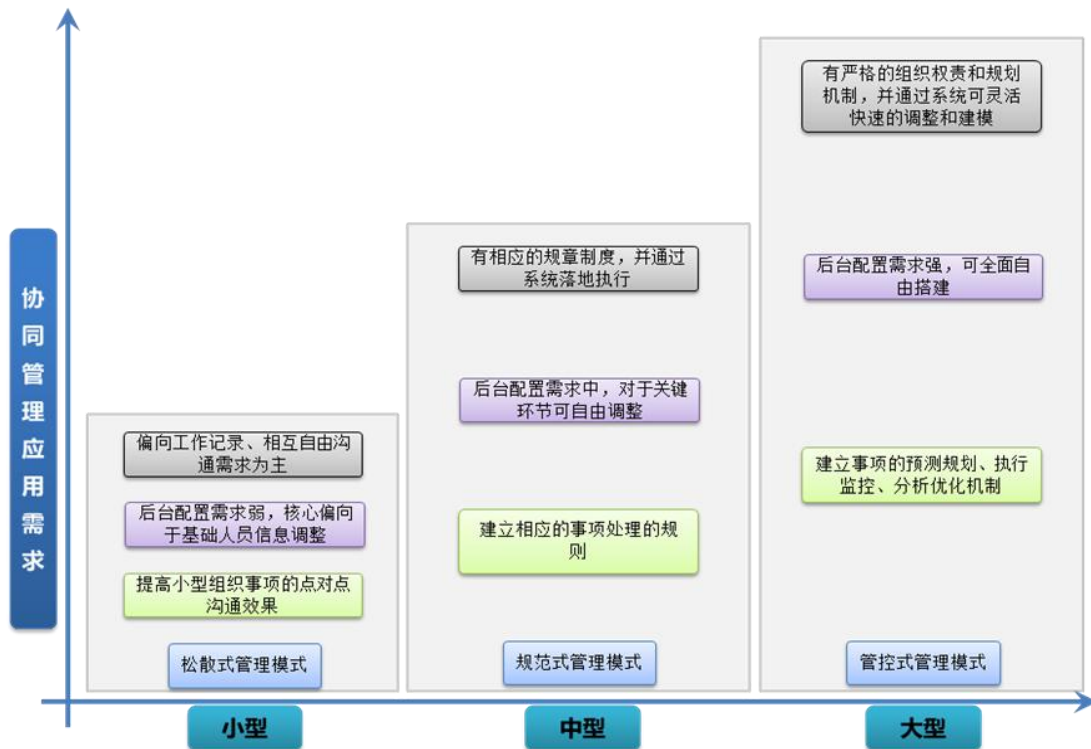 协
同
管
理
应
用
需
求
偏向工作记录、相互自由沟
通需求为主
后台配置需求弱，核心偏向
于基础人员信息调整
提高小型组织事项的点对点
沟通效果
松散式管理模式
小型
有相应的规章制度，并通过
系统落地执行
后台配置需求中，对于关键
环节可自由调整
建立相应的事项处理的规
则
规范式管理模式
中型
有严格的组织权责和规划
机制，并通过系统可灵活
快速的调整和建模
后台配置需求强，可全面自
由搭建
建立事项的预测规划、执行
监控、分析优化机制
管控式管理模式
大型